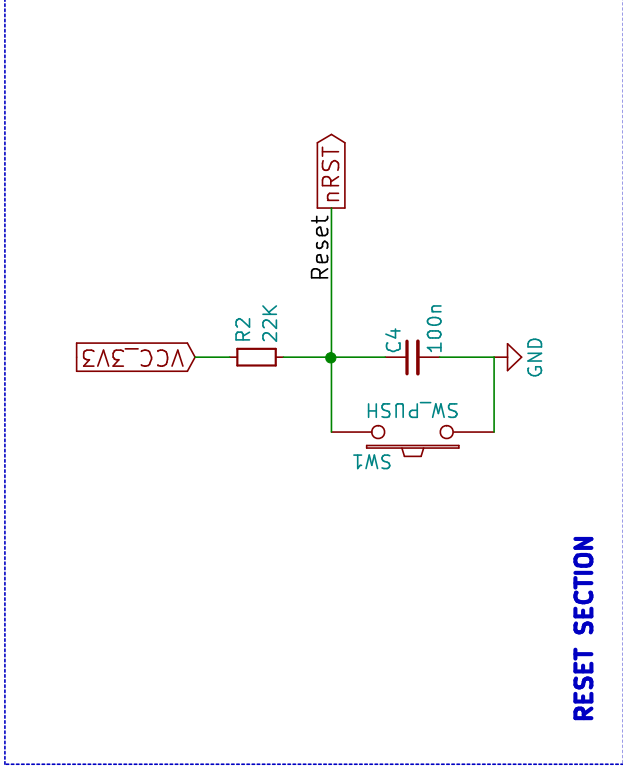 VCC_3V3
R2
22K
Reset
nRST
C4
100n
GND
SW_PUSH
SW1
RESET SECTION